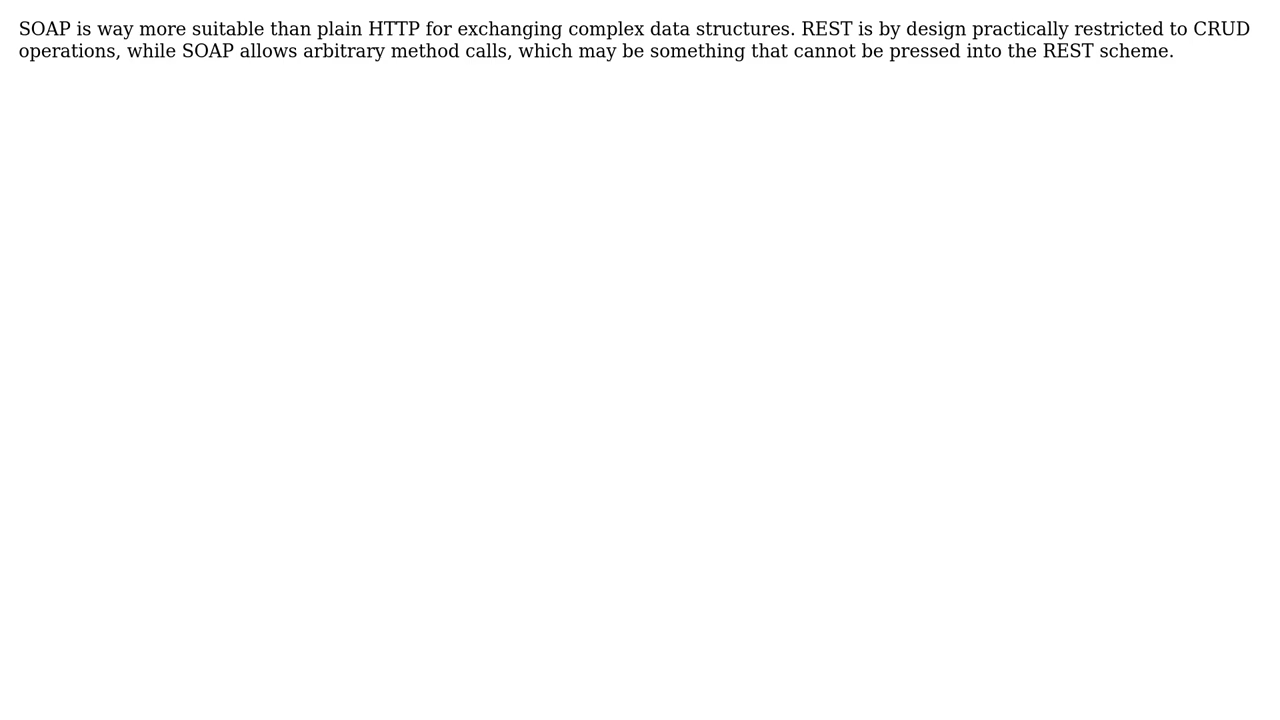 SOAP is way more suitable than plain HTTP for exchanging complex data structures. REST is by design practically restricted to CRUD
operations, while SOAP allows arbitrary method calls, which may be something that cannot be pressed into the REST scheme.